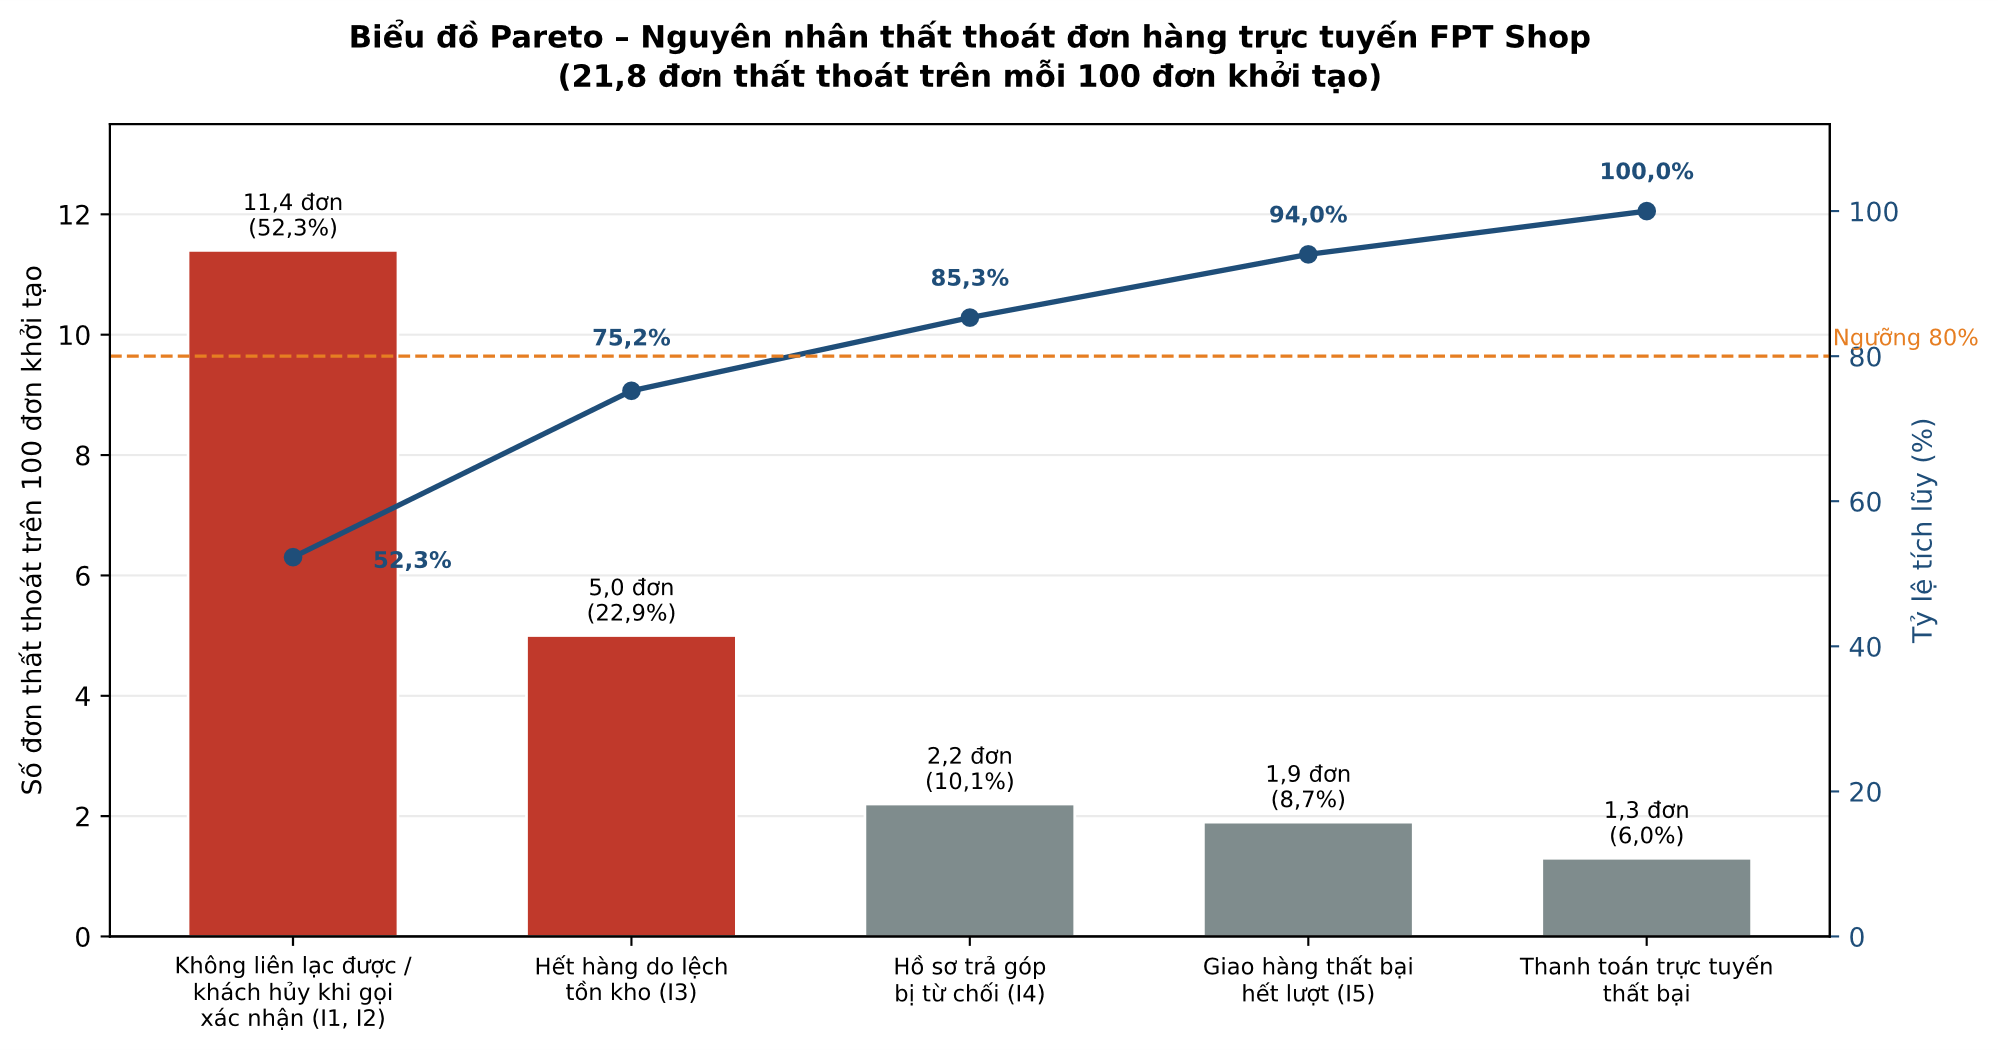 Biểu đồ Pareto – Nguyên nhân thất thoát đơn hàng trực tuyến FPT Shop
(21,8 đơn thất thoát trên mỗi 100 đơn khởi tạo)
Số đơn thất thoát trên 100 đơn khởi tạo
12
10
8
6
4
2
0
11,4 đơn
(52,3%)
52,3%
5,0 đơn
(22,9%)
75,2%
2,2 đơn
(10,1%)
85,3%
1,9 đơn
(8,7%)
94,0%
1,3 đơn
(6,0%)
100,0%
Ngưỡng 80%
100
80
60
40
20
0
Tỷ lệ tích lũy (%)
Không liên lạc được /
khách hủy khi gọi
xác nhận (I1, I2)
Hết hàng do lệch
tồn kho (I3)
Hồ sơ trả góp
bị từ chối (I4)
Giao hàng thất bại
hết lượt (I5)
Thanh toán trực tuyến
thất bại